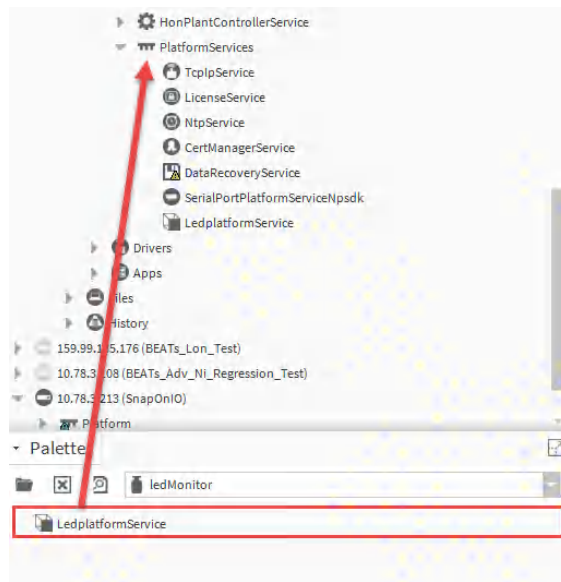 HonPlantControllerService
PlatformServices
TcpIpService
LicenseService
NtpService
CertManagerService
DataRecoveryService
SerialPortPlatformServiceNpsdk
LedplatformService
Drivers
Apps
Files
History
(BEATs_Lon_Test)
(BEATs_Adv_Ni_Regression_Test)
(SnapOnIO)
Platform
Palette
ledMonitor
LedplatformService